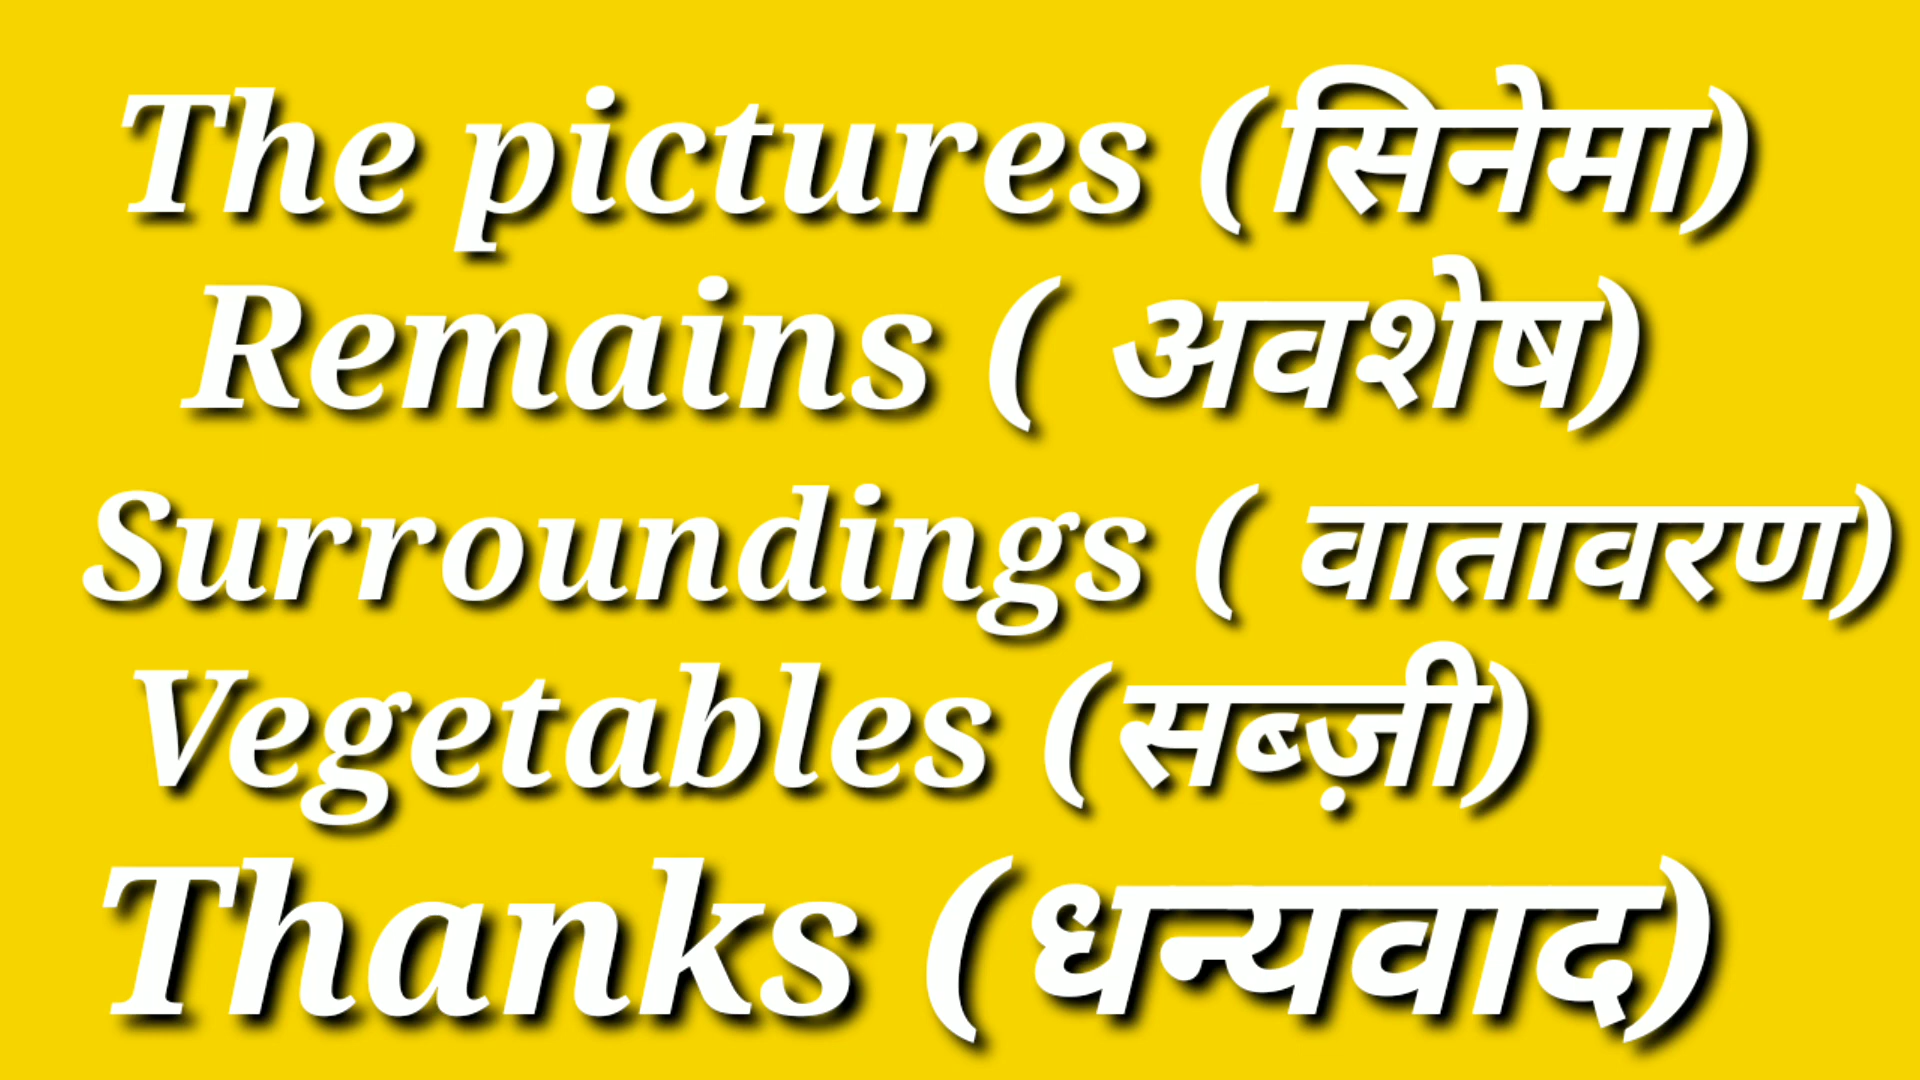 The pictures (सिनेमा)
Remains ( अवशेष)
Surroundings ( वातावरण)
Vegetables (सब्ज़ी)
Thanks (धन्यवाद)